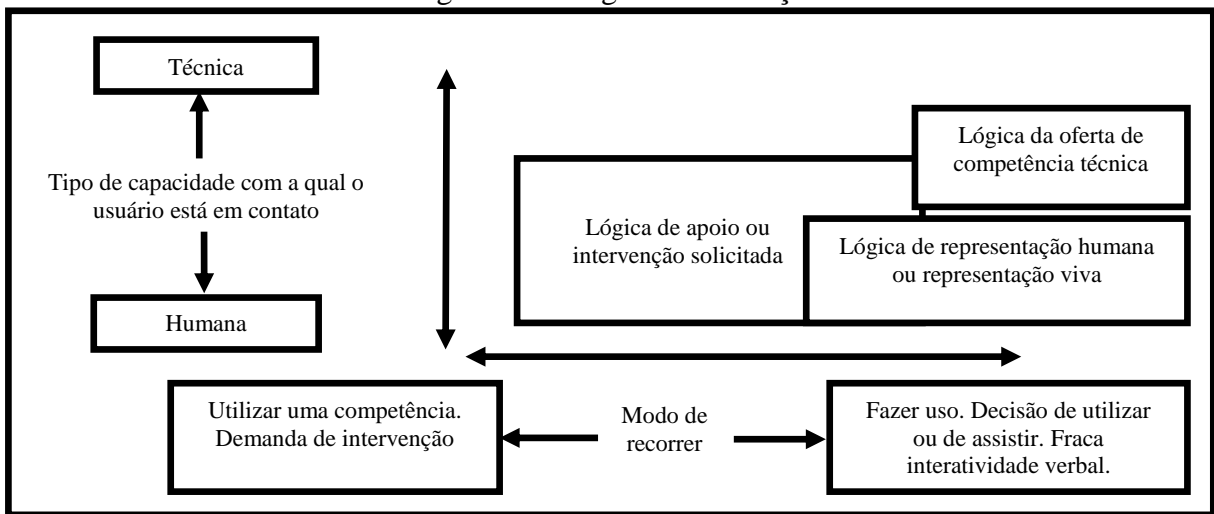 Técnica
Tipo de capacidade com a qual o
usuário está em contato
Humana
Lógica da oferta de
competência técnica
Lógica de apoio ou
intervenção solicitada
Lógica de representação humana
ou representação viva
Utilizar uma competência.
Demanda de intervenção
Modo de
recorrer
Fazer uso. Decisão de utilizar
ou de assistir. Fraca
interatividade verbal.